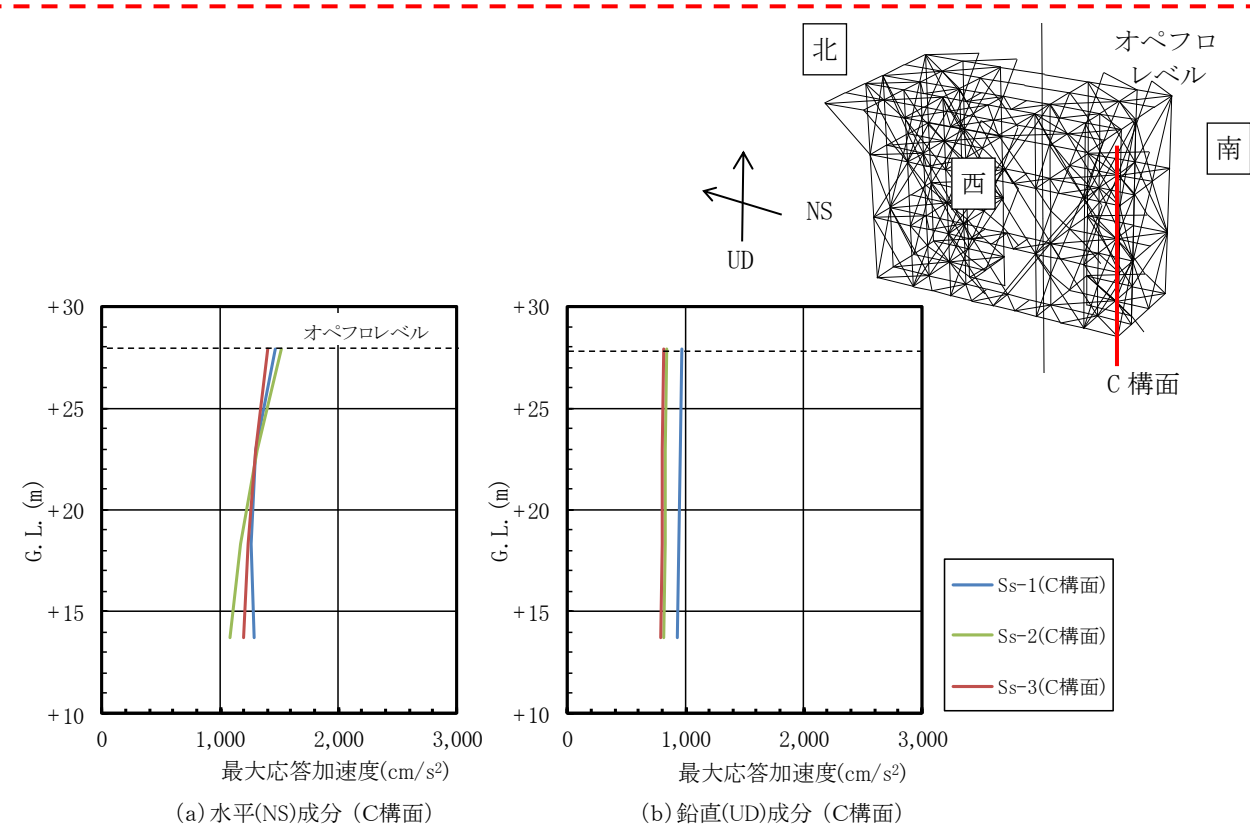 北
オペフロ
レベル
南
西
NS
UD
C 構面
+30
+25
+20
+15
+10
G.L.(m)
オペフロレベル
0
1,000
2,000
3,000
最大応答加速度(cm/s²)
(a)水平(NS)成分（C構面）
+30
+25
+20
+15
+10
G.L.(m)
0
1,000
2,000
3,000
最大応答加速度(cm/s²)
(b)鉛直(UD)成分（C構面）
Ss-1(C構面)
Ss-2(C構面)
Ss-3(C構面)